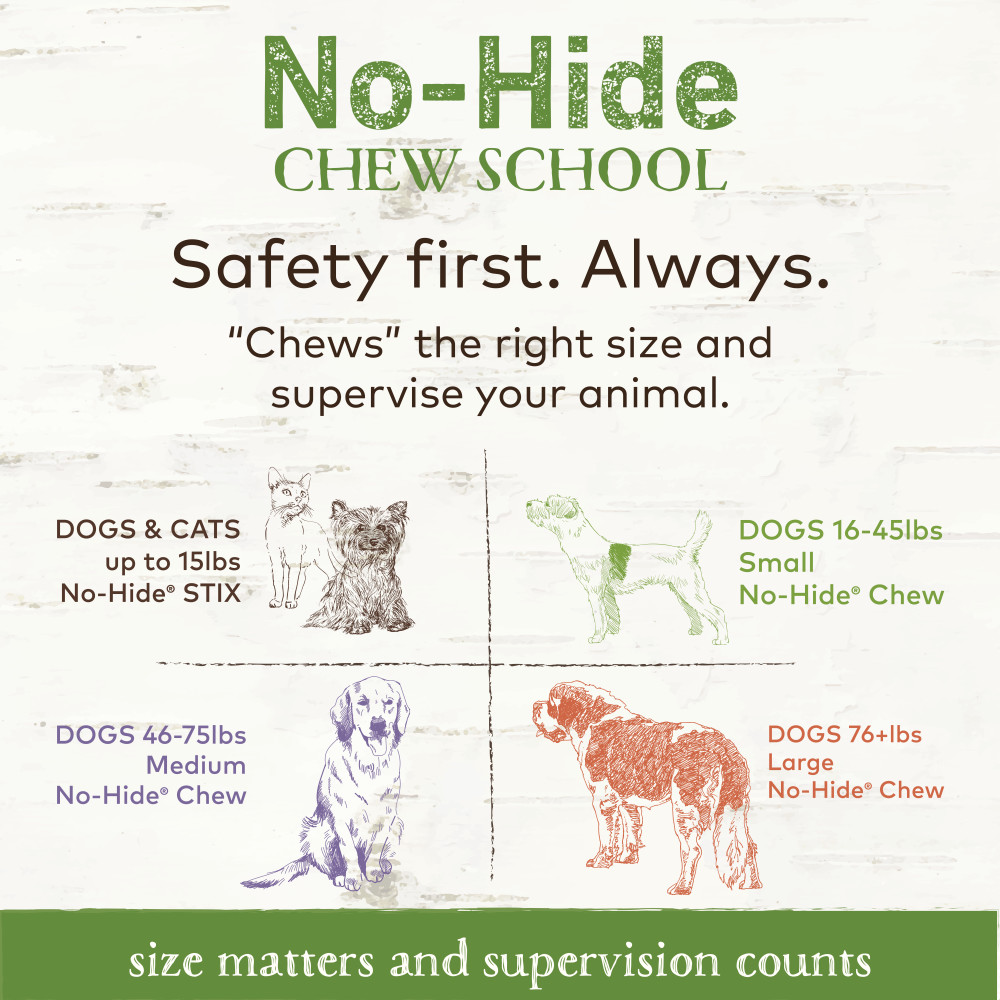 No-Hide
CHEW SCHOOL
Safety first. Always.
“Chews” the right size and
supervise your animal.
DOGS & CATS
up to 15lbs
No-Hide® STIX
DOGS 16-45lbs
Small
No-Hide® Chew
DOGS 46-75lbs
Medium
No-Hide® Chew
DOGS 76+lbs
Large
No-Hide® Chew
size matters and supervision counts